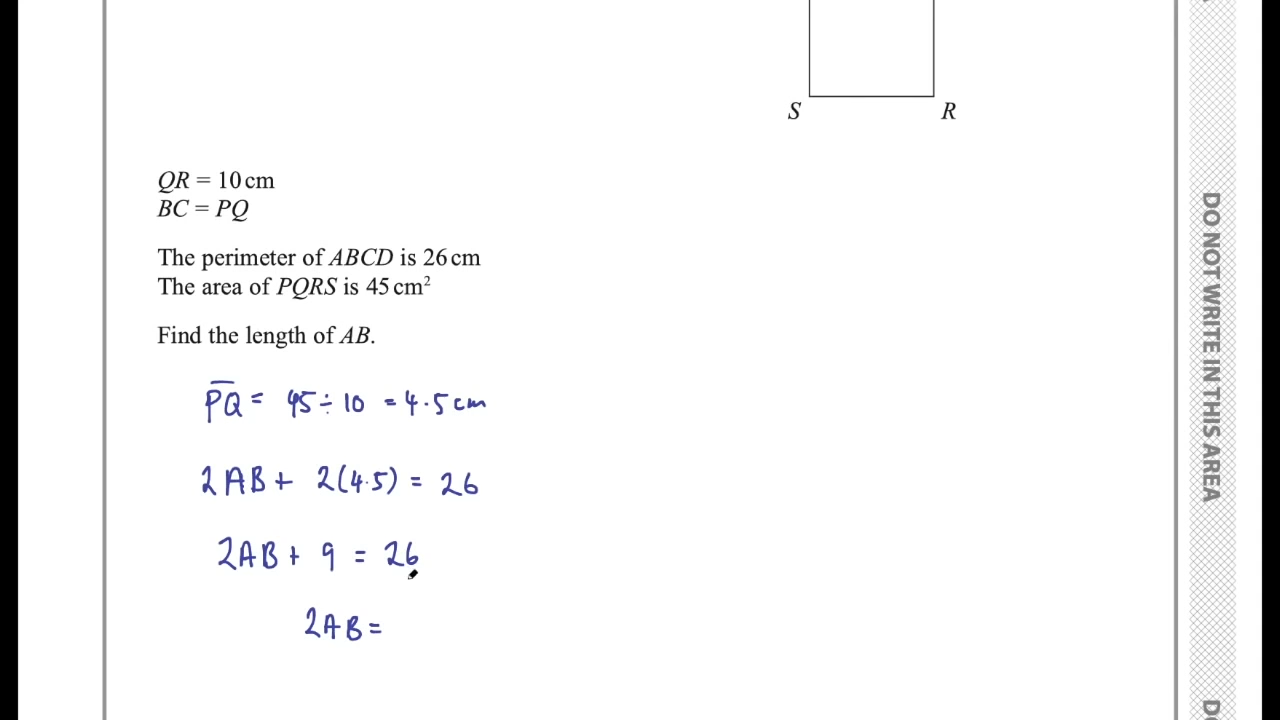 S R
QR = 10 cm
BC = PQ
The perimeter of ABCD is 26 cm
The area of PQRS is 45 cm²
Find the length of AB.
PQ = 45 ÷ 10 = 4.5 cm
2AB + 2(4.5) = 26
2AB + 9 = 26
2AB =
DO NOT WRITE IN THIS AREA